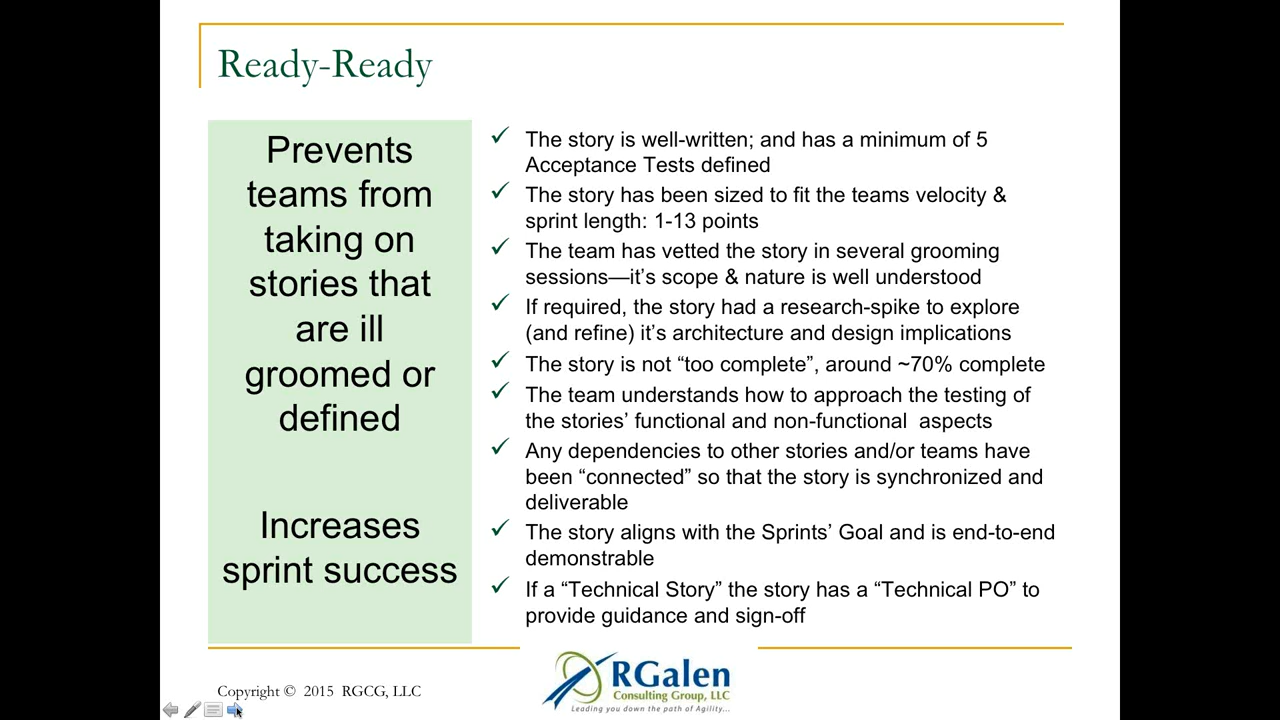 Ready-Ready
Prevents
teams from
taking on
stories that
are ill
groomed or
defined
Increases
sprint success
✓ The story is well-written; and has a minimum of 5
Acceptance Tests defined
✓ The story has been sized to fit the teams velocity &
sprint length: 1-13 points
✓ The team has vetted the story in several grooming
sessions—it’s scope & nature is well understood
✓ If required, the story had a research-spike to explore
(and refine) it’s architecture and design implications
✓ The story is not “too complete”, around ~70% complete
✓ The team understands how to approach the testing of
the stories’ functional and non-functional aspects
✓ Any dependencies to other stories and/or teams have
been “connected” so that the story is synchronized and
deliverable
✓ The story aligns with the Sprints’ Goal and is end-to-end
demonstrable
✓ If a “Technical Story” the story has a “Technical PO” to
provide guidance and sign-off
Copyright © 2015 RGCG, LLC
RGalen
Consulting Group, LLC
Leading you down the path of Agility...